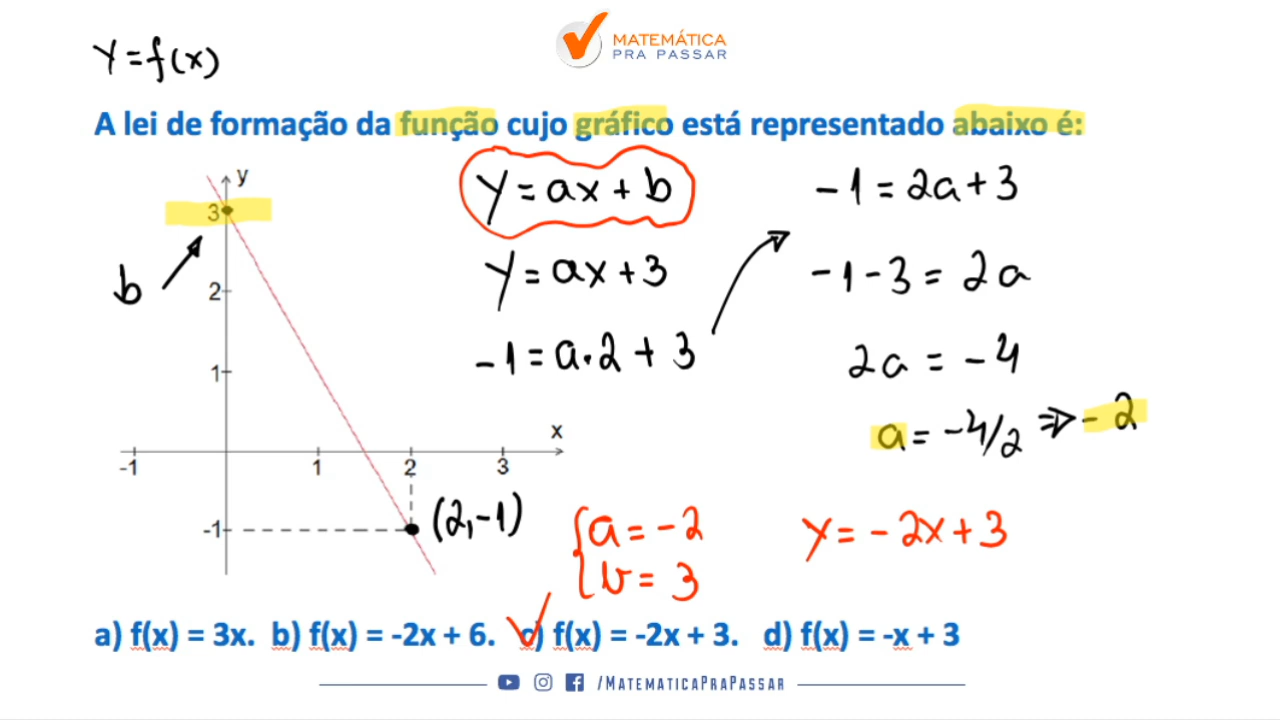 Y = f(x)
MATEMÁTICA
PRA PASSAR
A lei de formação da função cujo gráfico está representado abaixo é:
y
3
2
1
-1
1
2
3
x
-1
b
(2,-1)
Y = ax + b
Y = ax + 3
-1 = a.2 + 3
-1 = 2a + 3
-1 - 3 = 2a
2a = -4
a = -4/2 ⇒ -2
{a = -2
b = 3
Y = -2x + 3
a) f(x) = 3x. b) f(x) = -2x + 6. c) f(x) = -2x + 3. d) f(x) = -x + 3
/MatematicaPraPassar